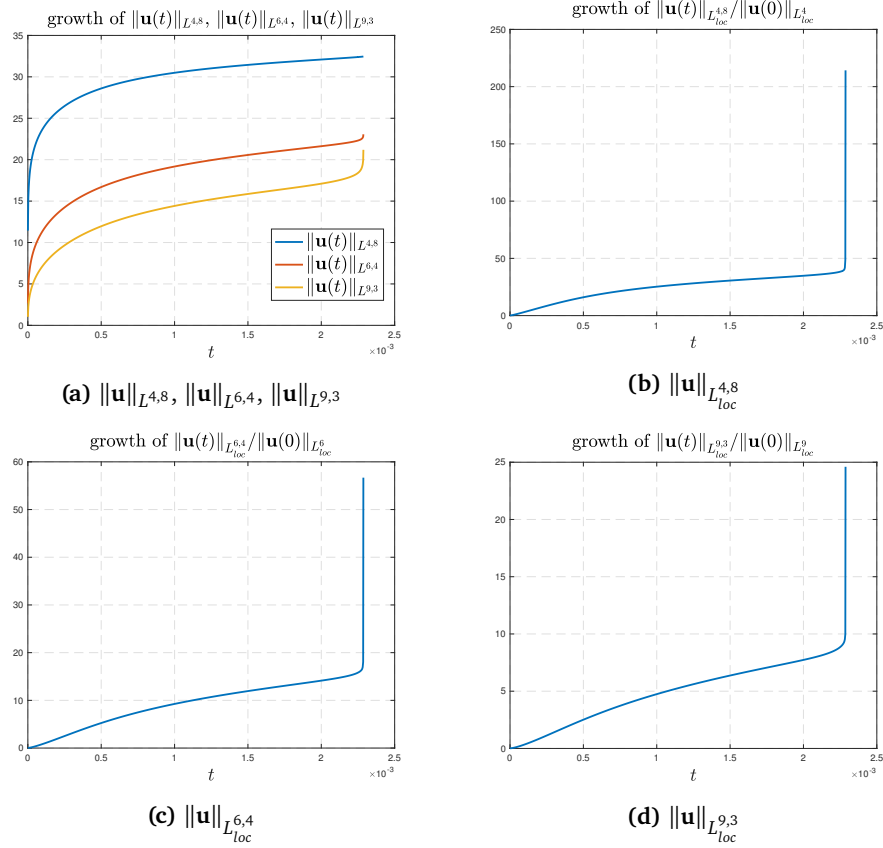 growth of ‖u(t)‖_{L^{4,8}}, ‖u(t)‖_{L^{6,4}}, ‖u(t)‖_{L^{9,3}}
35
30
25
20
15
10
5
0
‖u(t)‖_{L^{4,8}}
‖u(t)‖_{L^{6,4}}
‖u(t)‖_{L^{9,3}}
0 0.5 1 1.5 2 2.5
t
×10^{-3}
(a) ‖u‖_{L^{4,8}}, ‖u‖_{L^{6,4}}, ‖u‖_{L^{9,3}}
growth of ‖u(t)‖_{L^{4,8}_{loc}}/‖u(0)‖_{L^4_{loc}}
250
200
150
100
50
0
0 0.5 1 1.5 2 2.5
t
×10^{-3}
(b) ‖u‖_{L^{4,8}_{loc}}
growth of ‖u(t)‖_{L^{6,4}_{loc}}/‖u(0)‖_{L^6_{loc}}
60
50
40
30
20
10
0
0 0.5 1 1.5 2 2.5
t
×10^{-3}
(c) ‖u‖_{L^{6,4}_{loc}}
growth of ‖u(t)‖_{L^{9,3}_{loc}}/‖u(0)‖_{L^9_{loc}}
25
20
15
10
5
0
0 0.5 1 1.5 2 2.5
t
×10^{-3}
(d) ‖u‖_{L^{9,3}_{loc}}